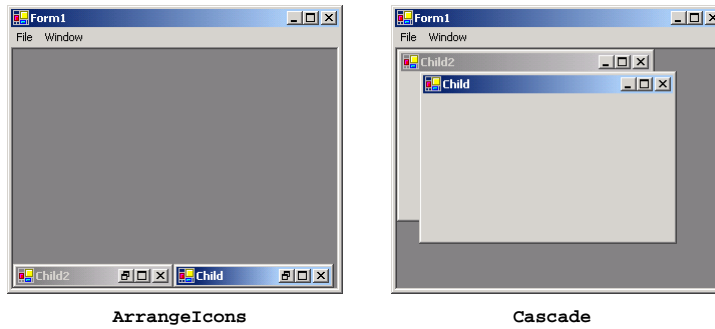 Form1
File Window
Child2
Child
ArrangeIcons
Form1
File Window
Child2
Child
Cascade